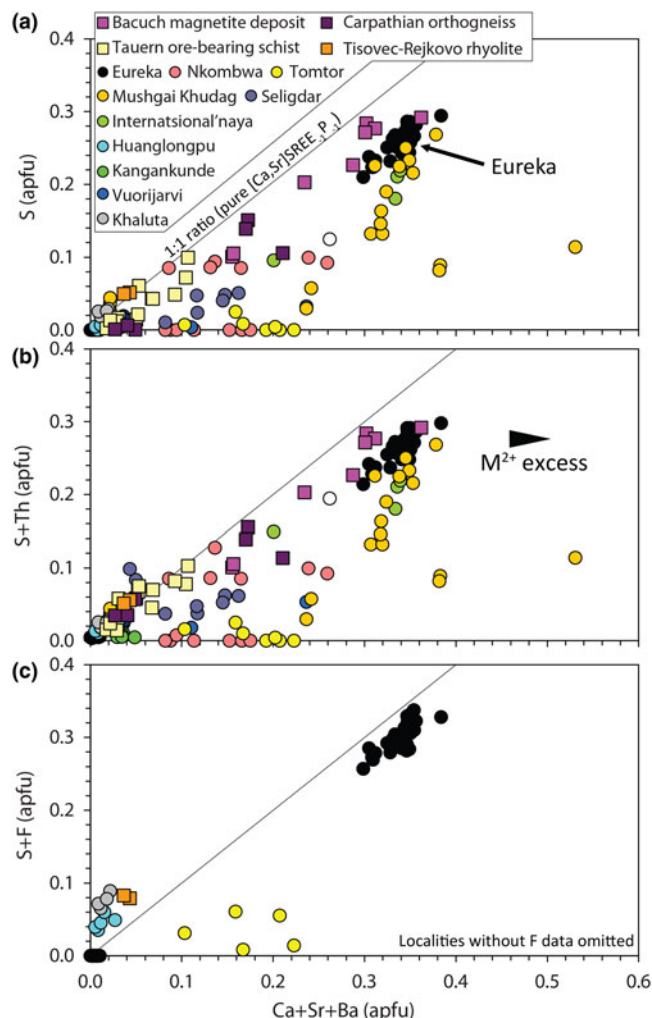 (a)
Bacuch magnetite deposit
Carpathian orthogneiss
Tauern ore-bearing schist
Tisovec-Rejkovo rhyolite
Eureka
Nkombwa
Tomtor
Mushgai Khudag
Seligdar
Internatsional'naya
Huanglongpu
Kangankunde
Vuorijarvi
Khaluta
1:1 ratio (pure [Ca,Sr]SREE₋₁P₋₁)
Eureka
0.4
0.3
0.2
0.1
0.0
S (apfu)
(b)
0.4
0.3
0.2
0.1
0.0
S+Th (apfu)
M²⁺ excess
(c)
0.4
0.3
0.2
0.1
0.0
S+F (apfu)
Localities without F data omitted
0.0 0.1 0.2 0.3 0.4 0.5 0.6
Ca+Sr+Ba (apfu)